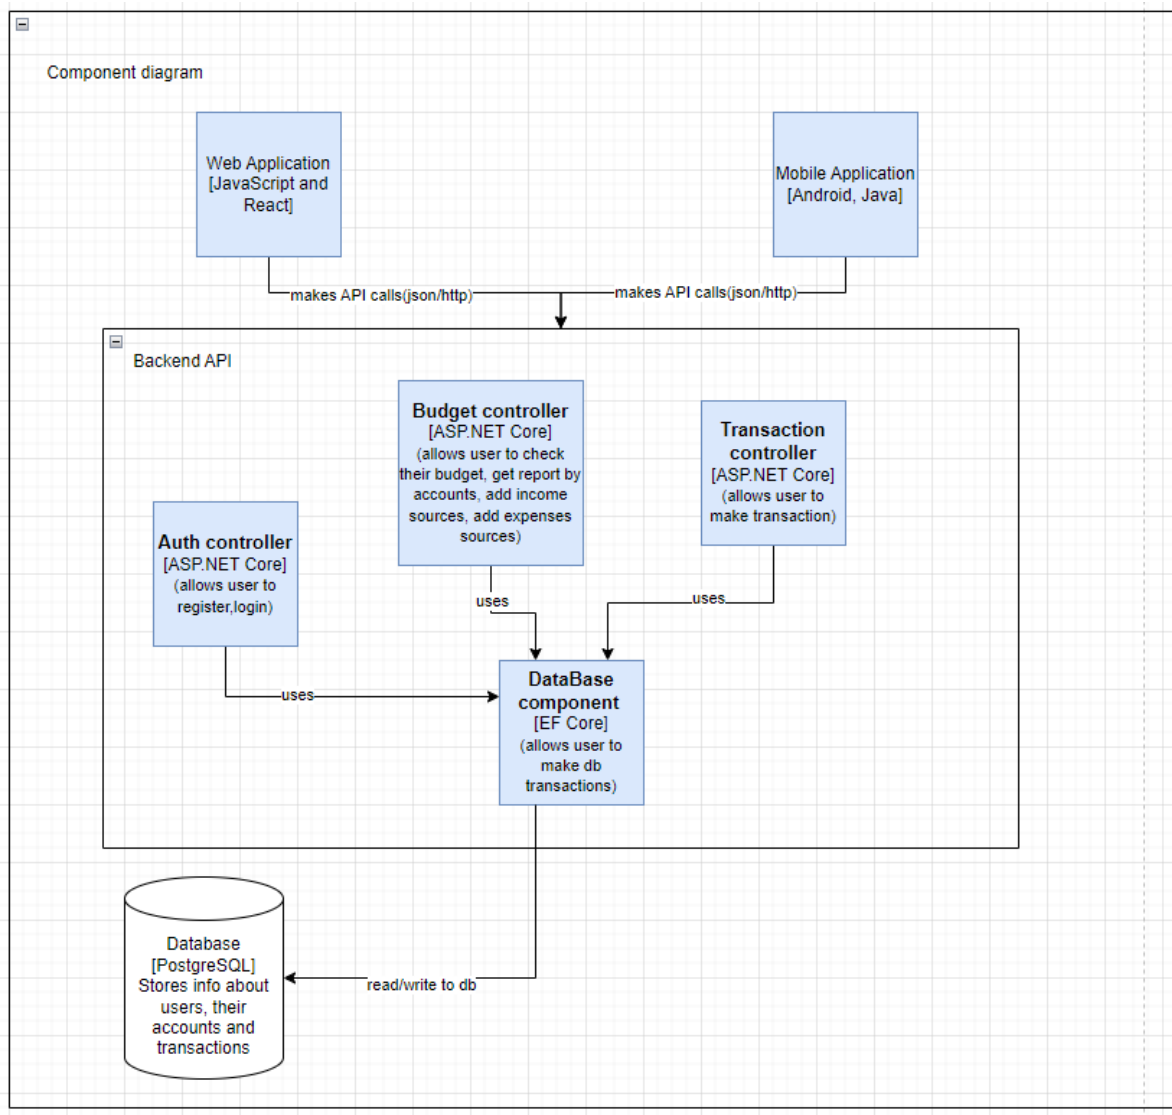 Component diagram
Web Application
[JavaScript and
React]
Mobile Application
[Android, Java]
makes API calls(json/http)
makes API calls(json/http)
Backend API
Budget controller
[ASP.NET Core]
(allows user to check
their budget, get report by
accounts, add income
sources, add expenses
sources)
Transaction
controller
[ASP.NET Core]
(allows user to
make transaction)
Auth controller
[ASP.NET Core]
(allows user to
register,login)
uses
uses
uses
DataBase
component
[EF Core]
(allows user to
make db
transactions)
Database
[PostgreSQL]
Stores info about
users, their
accounts and
transactions
read/write to db